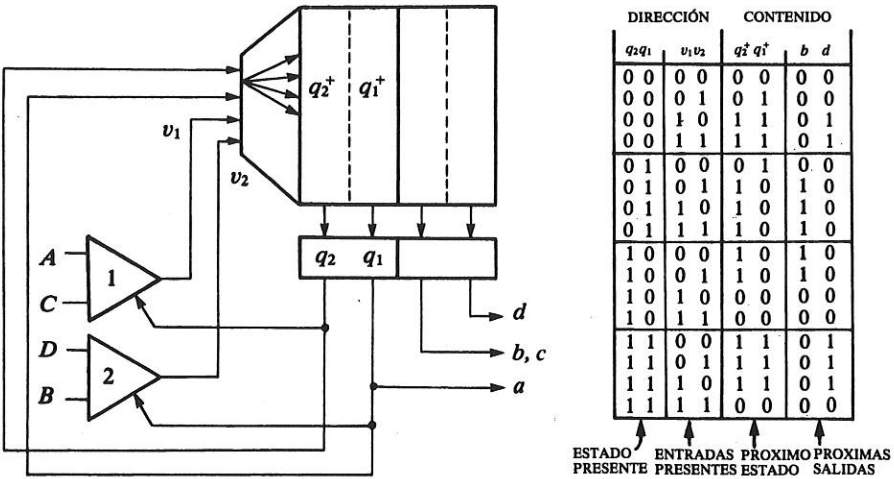 q₂⁺ q₁⁺
v₁
v₂
A
C
1
D
B
2
q₂ q₁
d
b, c
a
DIRECCIÓN CONTENIDO
q₂q₁ v₁v₂ q₂⁺ q₁⁺ b d
0 0 0 0 0 0 0 0
0 0 0 1 0 1 0 0
0 0 1 0 1 1 0 1
0 0 1 1 1 1 0 1
0 1 0 0 0 1 0 0
0 1 0 1 1 0 1 0
0 1 1 0 1 0 1 0
0 1 1 1 1 0 1 0
1 0 0 0 1 0 1 0
1 0 0 1 1 0 1 0
1 0 1 0 0 0 0 0
1 0 1 1 0 0 0 0
1 1 0 0 1 1 0 1
1 1 0 1 1 1 0 1
1 1 1 0 1 1 0 1
1 1 1 1 0 0 0 0
ESTADO ENTRADAS PROXIMO PROXIMAS
PRESENTE PRESENTES ESTADO SALIDAS